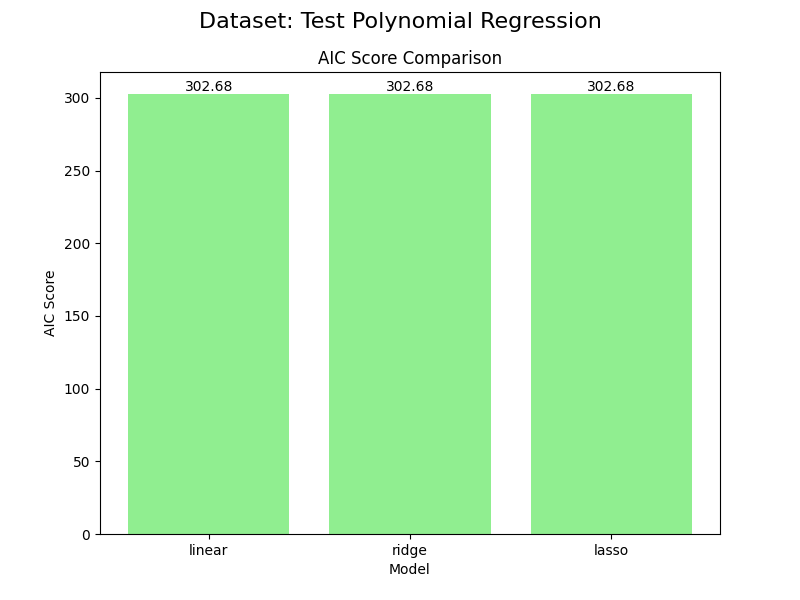 Dataset: Test Polynomial Regression
AIC Score Comparison
302.68 302.68 302.68
300
250
200
150
100
50
0
AIC Score
linear ridge lasso
Model